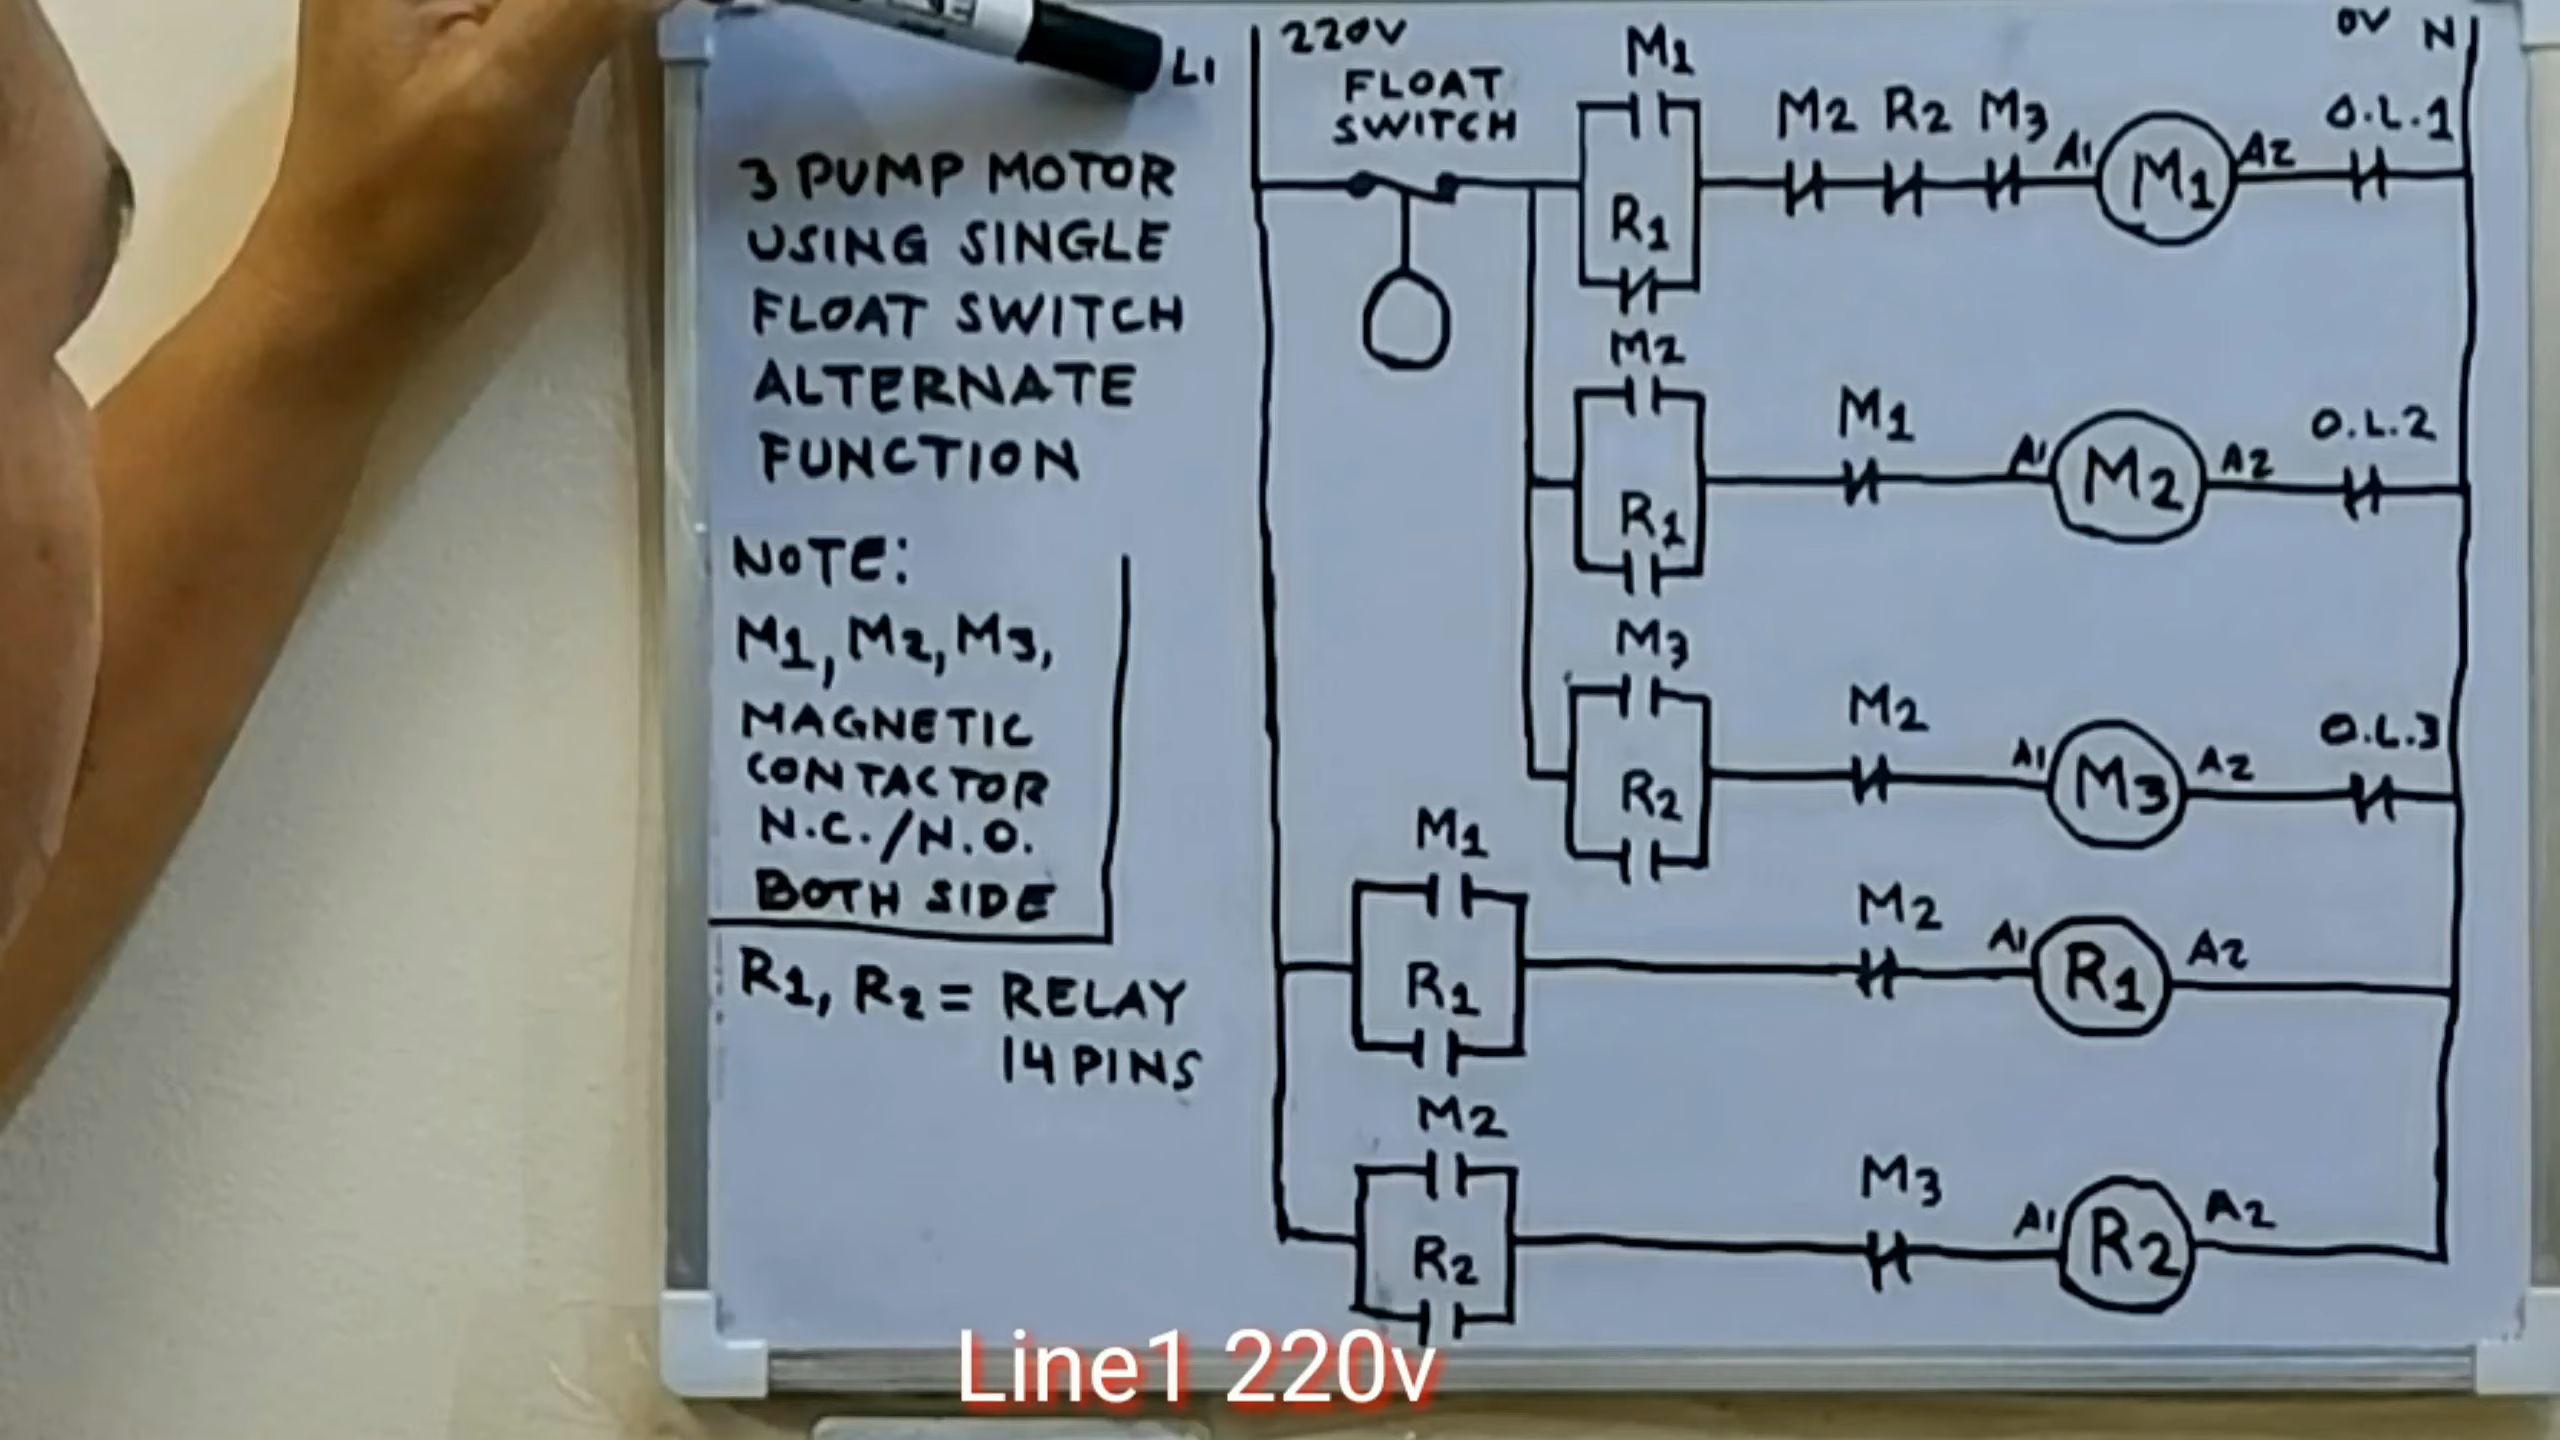 L1
220V
0V N
3 PUMP MOTOR
USING SINGLE
FLOAT SWITCH
ALTERNATE
FUNCTION
NOTE:
M1, M2, M3,
MAGNETIC
CONTACTOR
N.C./N.O.
BOTH SIDE
R1, R2 = RELAY
14 PINS
FLOAT
SWITCH
M1
R1
M2 R2 M3 A1 M1 A2 O.L.1
M2
R1
M1 A1 M2 A2 O.L.2
M3
R2
M2 A1 M3 A2 O.L.3
M1
R1
M2 A1 R1 A2
M2
R2
M3 A1 R2 A2
Line1 220v